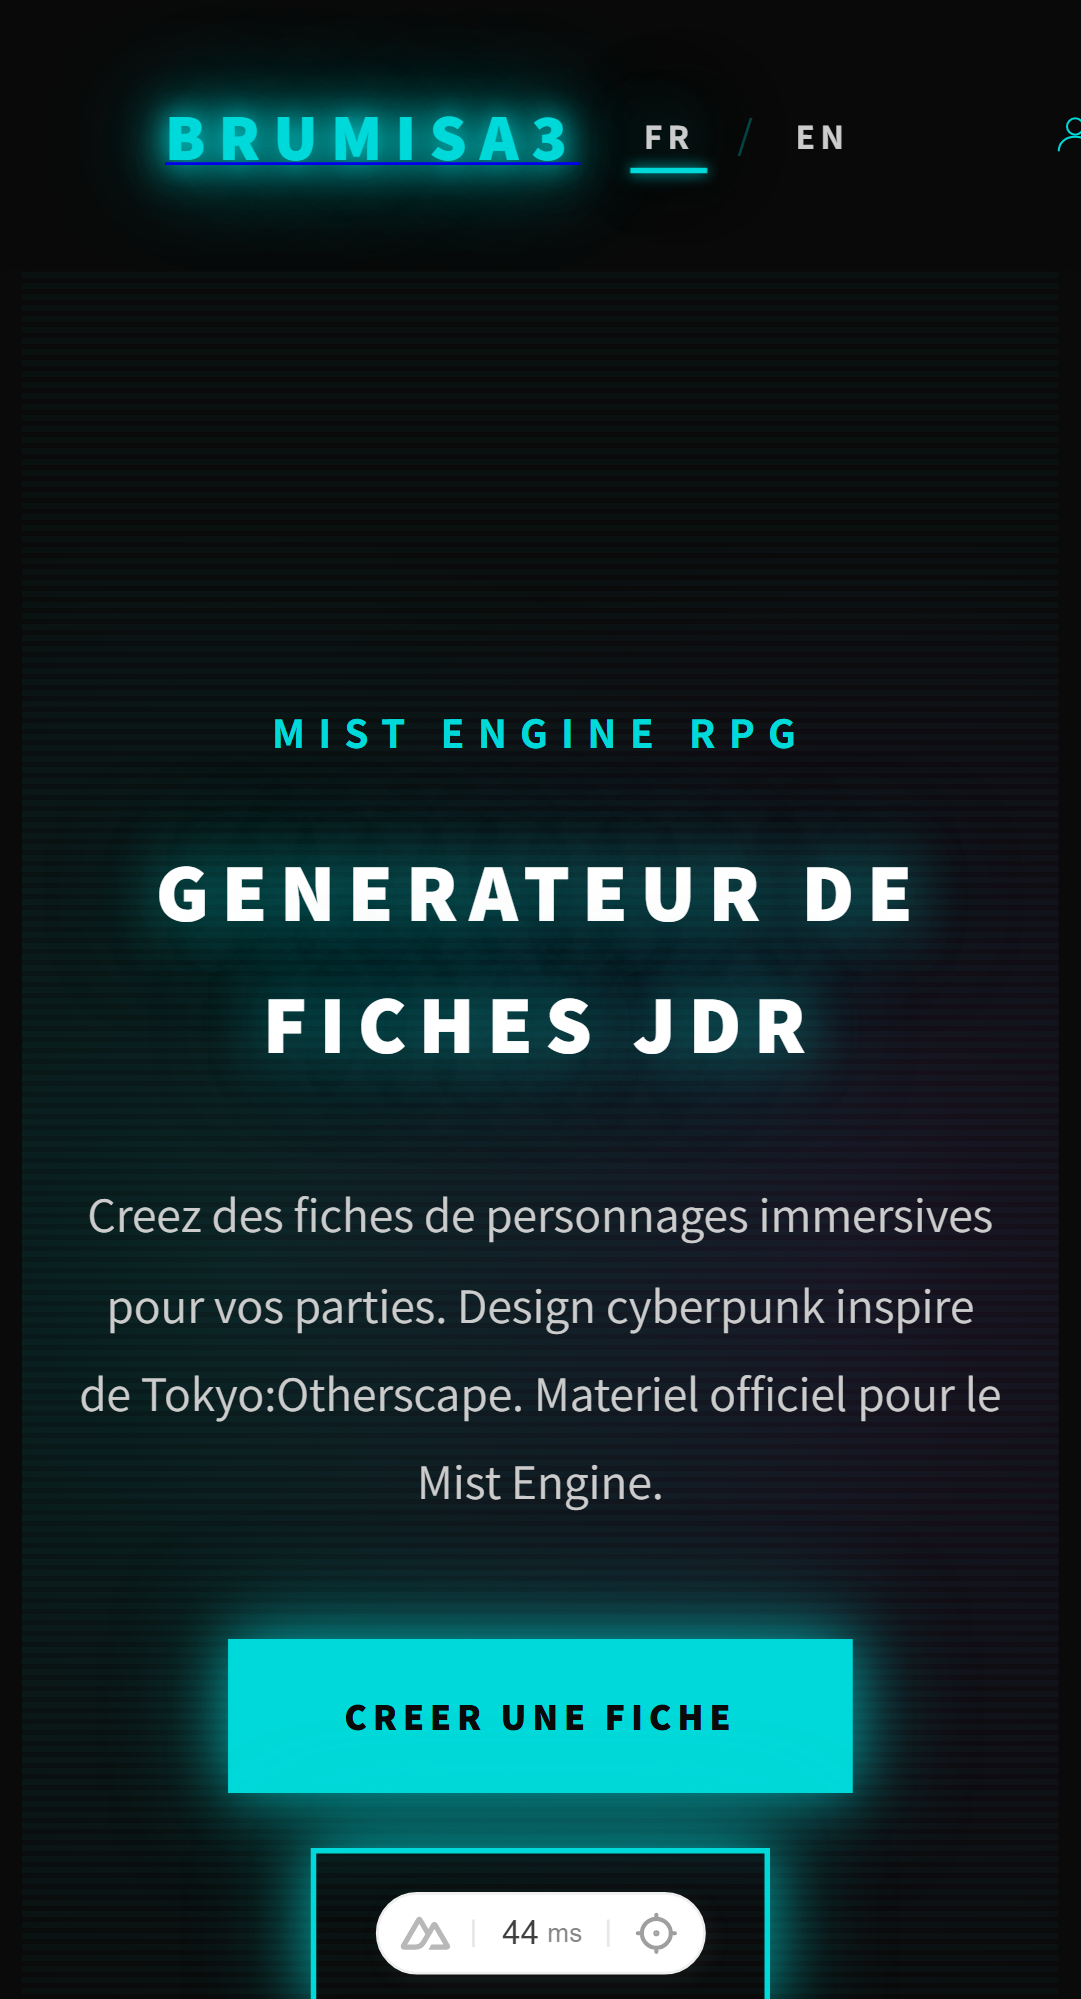 BRUMISA3
FR / EN
MIST ENGINE RPG
GENERATEUR DE
FICHES JDR
Creez des fiches de personnages immersives
pour vos parties. Design cyberpunk inspire
de Tokyo:Otherscape. Materiel officiel pour le
Mist Engine.
CREER UNE FICHE
44 ms